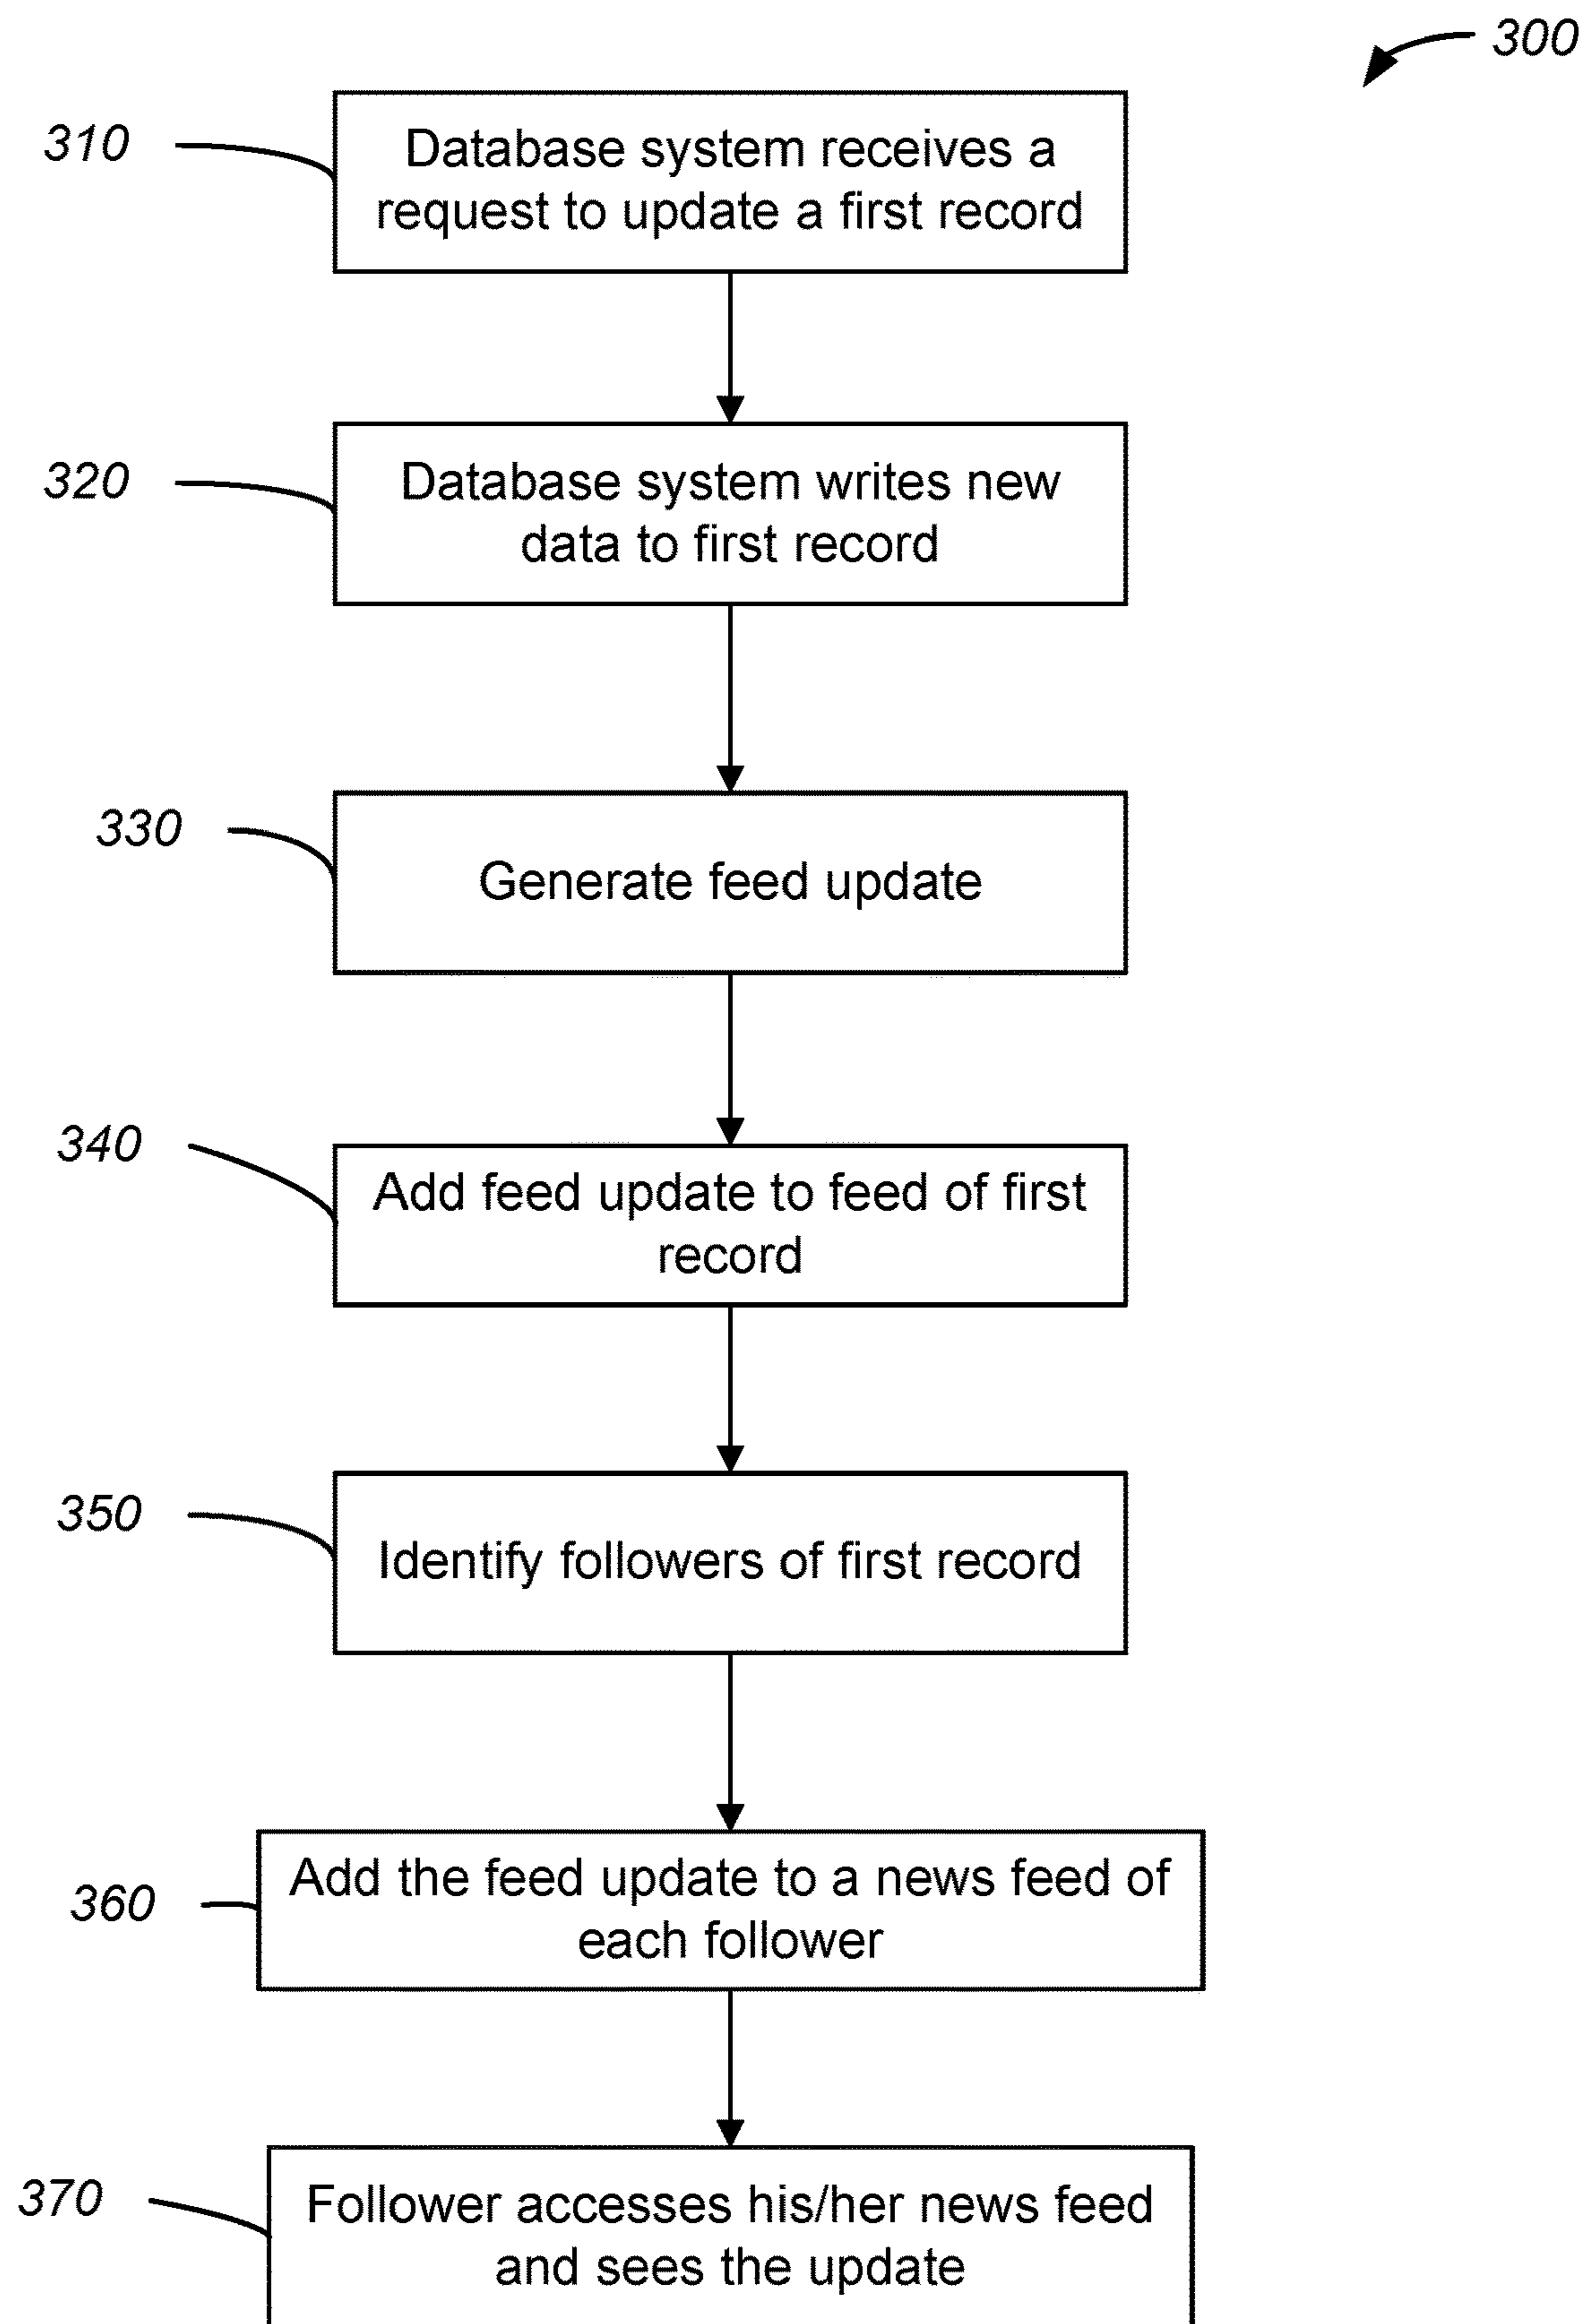 300
310
Database system receives a
request to update a first record
320
Database system writes new
data to first record
330
Generate feed update
340
Add feed update to feed of first
record
350
Identify followers of first record
360
Add the feed update to a news feed of
each follower
370
Follower accesses his/her news feed
and sees the update